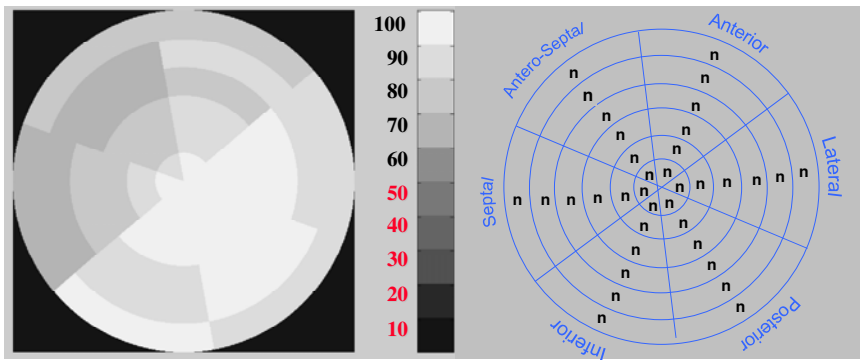 100
90
80
70
60
50
40
30
20
10
Antero-Septal
n n n n n n
Anterior
n n n n n n
Lateral
n n n n n n
Septal
n n n n n n
Inferior
n n n n n n
Posterior
n n n n n n